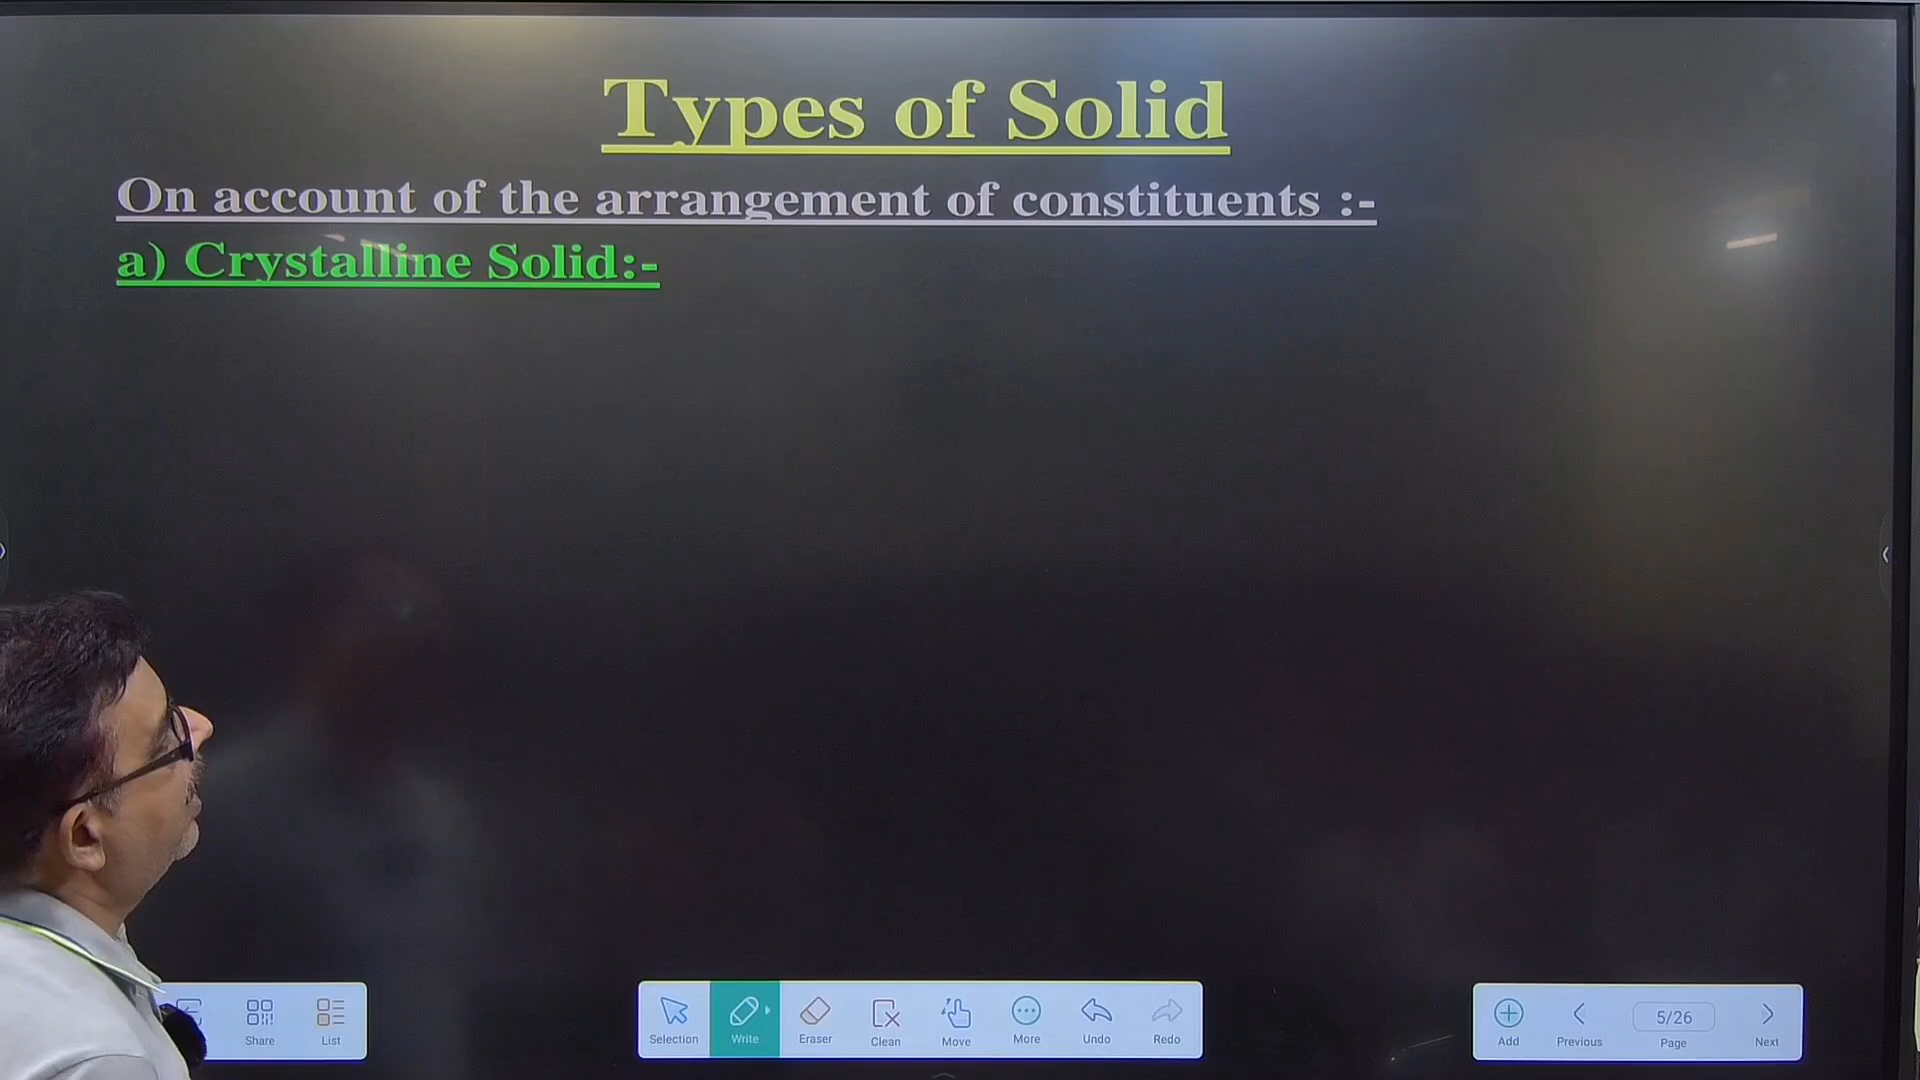 Types of Solid
On account of the arrangement of constituents :-
a) Crystalline Solid:-
Share
List
Selection
Write
Eraser
Clean
Move
More
Undo
Redo
Add
Previous
5/26
Page
Next